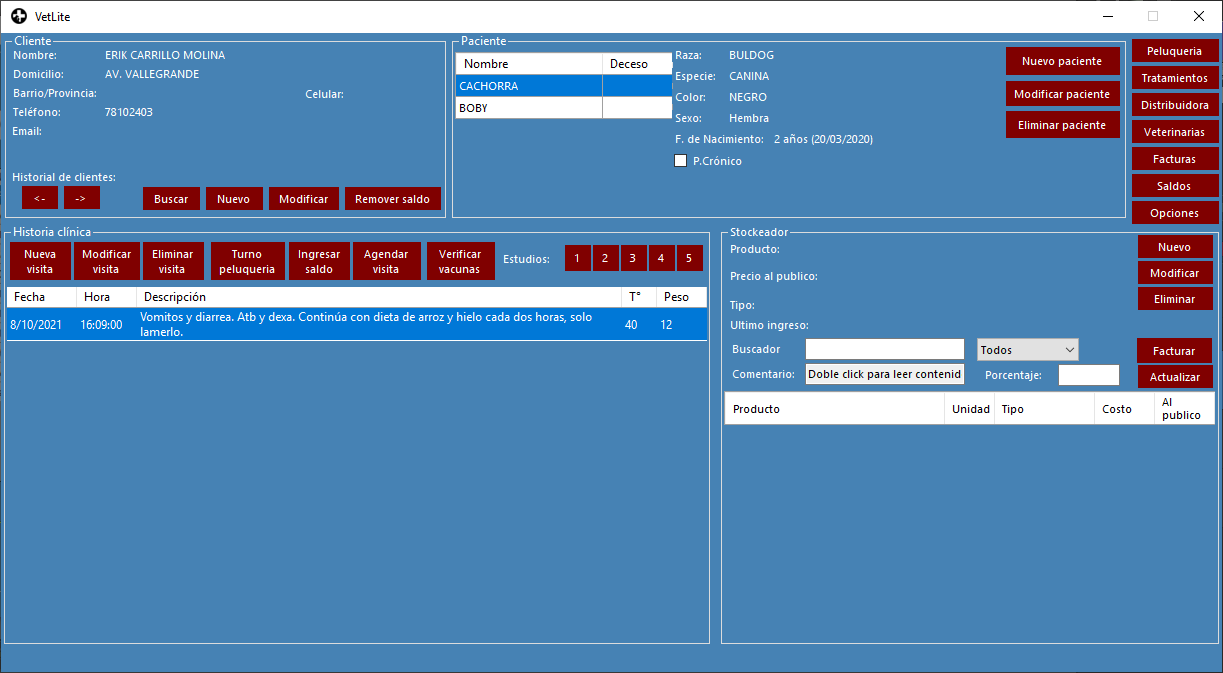 VetLite
Cliente
Nombre: ERIK CARRILLO MOLINA
Domicilio: AV. VALLEGRANDE
Barrio/Provincia:
Celular:
Teléfono: 78102403
Email:
Historial de clientes:
<- -> Buscar Nuevo Modificar Remover saldo
Paciente
Nombre Deceso
CACHORRA
BOBY
Raza: BULDOG
Especie: CANINA
Color: NEGRO
Sexo: Hembra
F. de Nacimiento: 2 años (20/03/2020)
P.Crónico
Nuevo paciente
Modificar paciente
Eliminar paciente
Peluqueria
Tratamientos
Distribuidora
Veterinarias
Facturas
Saldos
Opciones
Historia clínica
Nueva visita
Modificar visita
Eliminar visita
Turno peluqueria
Ingresar saldo
Agendar visita
Verificar vacunas
Estudios: 1 2 3 4 5
Fecha Hora Descripción T° Peso
8/10/2021 16:09:00 Vomitos y diarrea. Atb y dexa. Continúa con dieta de arroz y hielo cada dos horas, solo
lamerlo. 40 12
Stockeador
Producto:
Precio al publico:
Tipo:
Ultimo ingreso:
Nuevo
Modificar
Eliminar
Buscador Todos Facturar
Comentario: Doble click para leer contenid Porcentaje: Actualizar
Producto Unidad Tipo Costo Al
publico